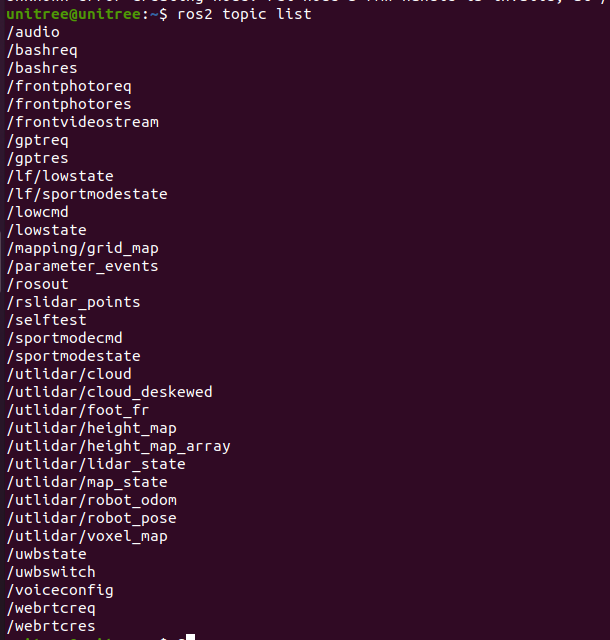 unitree@unitree:~$ ros2 topic list
/audio
/bashreq
/bashres
/frontphotoreq
/frontphotores
/frontvideostream
/gptreq
/gptres
/lf/lowstate
/lf/sportmodestate
/lowcmd
/lowstate
/mapping/grid_map
/parameter_events
/rosout
/rslidar_points
/selftest
/sportmodecmd
/sportmodestate
/utlidar/cloud
/utlidar/cloud_deskewed
/utlidar/foot_fr
/utlidar/height_map
/utlidar/height_map_array
/utlidar/lidar_state
/utlidar/map_state
/utlidar/robot_odom
/utlidar/robot_pose
/utlidar/voxel_map
/uwbstate
/uwbswitch
/voiceconfig
/webrtcreq
/webrtcres